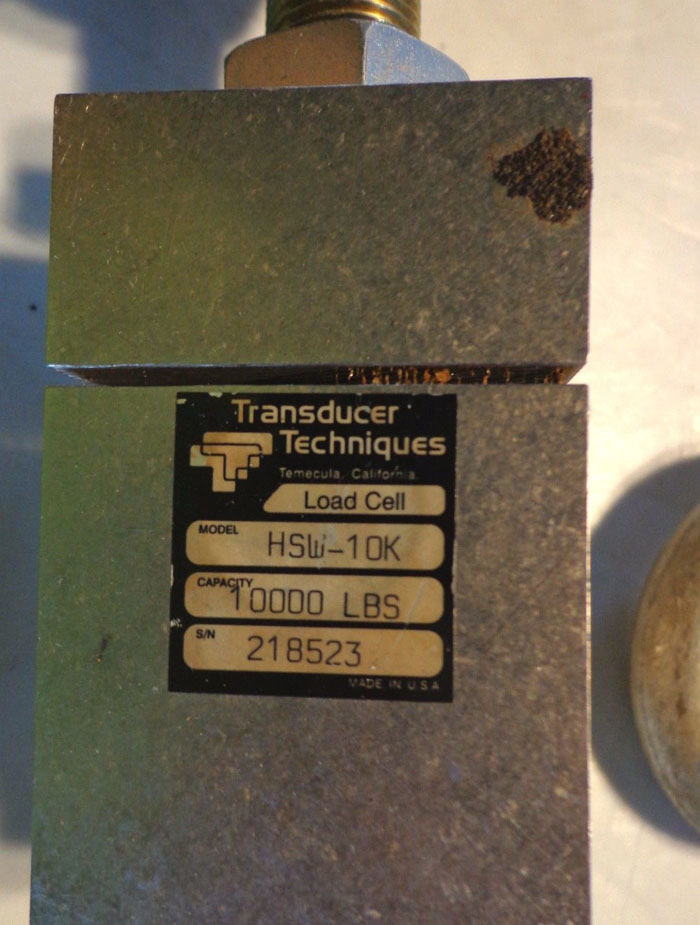 Transducer
Techniques
Temecula, California
Load Cell
MODEL
HSW-10K
CAPACITY
10000 LBS
S/N
218523
MADE IN U.S.A